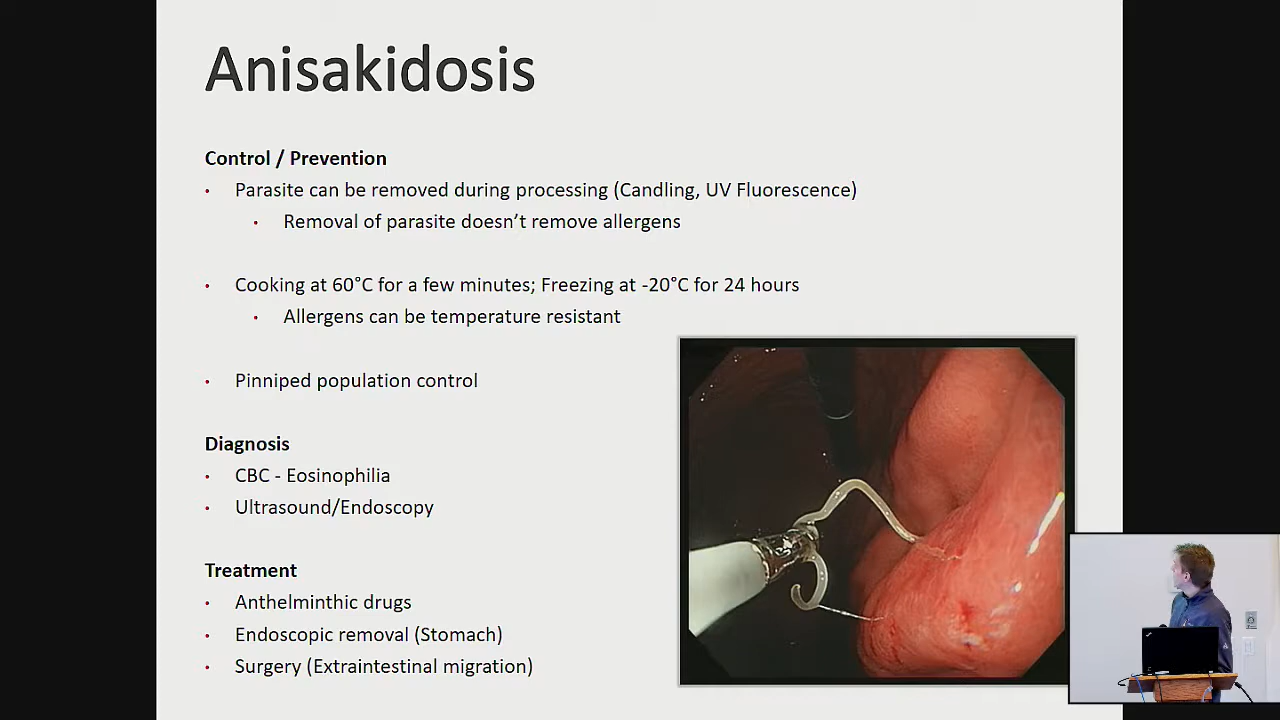 Anisakidosis
Control / Prevention
• Parasite can be removed during processing (Candling, UV Fluorescence)
• Removal of parasite doesn't remove allergens
• Cooking at 60°C for a few minutes; Freezing at -20°C for 24 hours
• Allergens can be temperature resistant
• Pinniped population control
Diagnosis
• CBC - Eosinophilia
• Ultrasound/Endoscopy
Treatment
• Anthelminthic drugs
• Endoscopic removal (Stomach)
• Surgery (Extraintestinal migration)